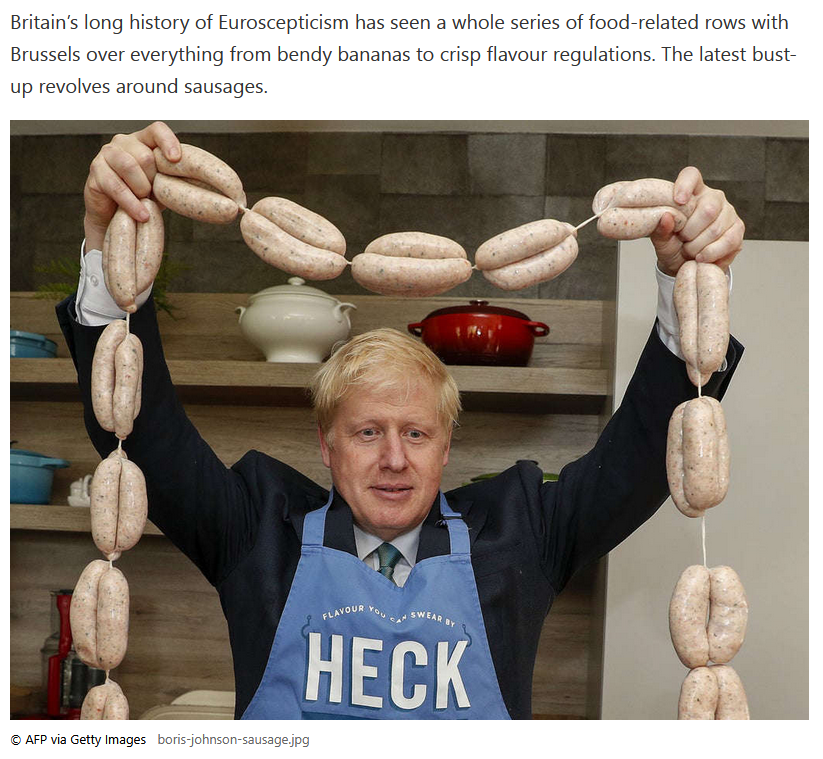 Britain’s long history of Euroscepticism has seen a whole series of food-related rows with
Brussels over everything from bendy bananas to crisp flavour regulations. The latest bust-
up revolves around sausages.
FLAVOUR YOU CAN SWEAR BY
HECK
© AFP via Getty Images boris-johnson-sausage.jpg